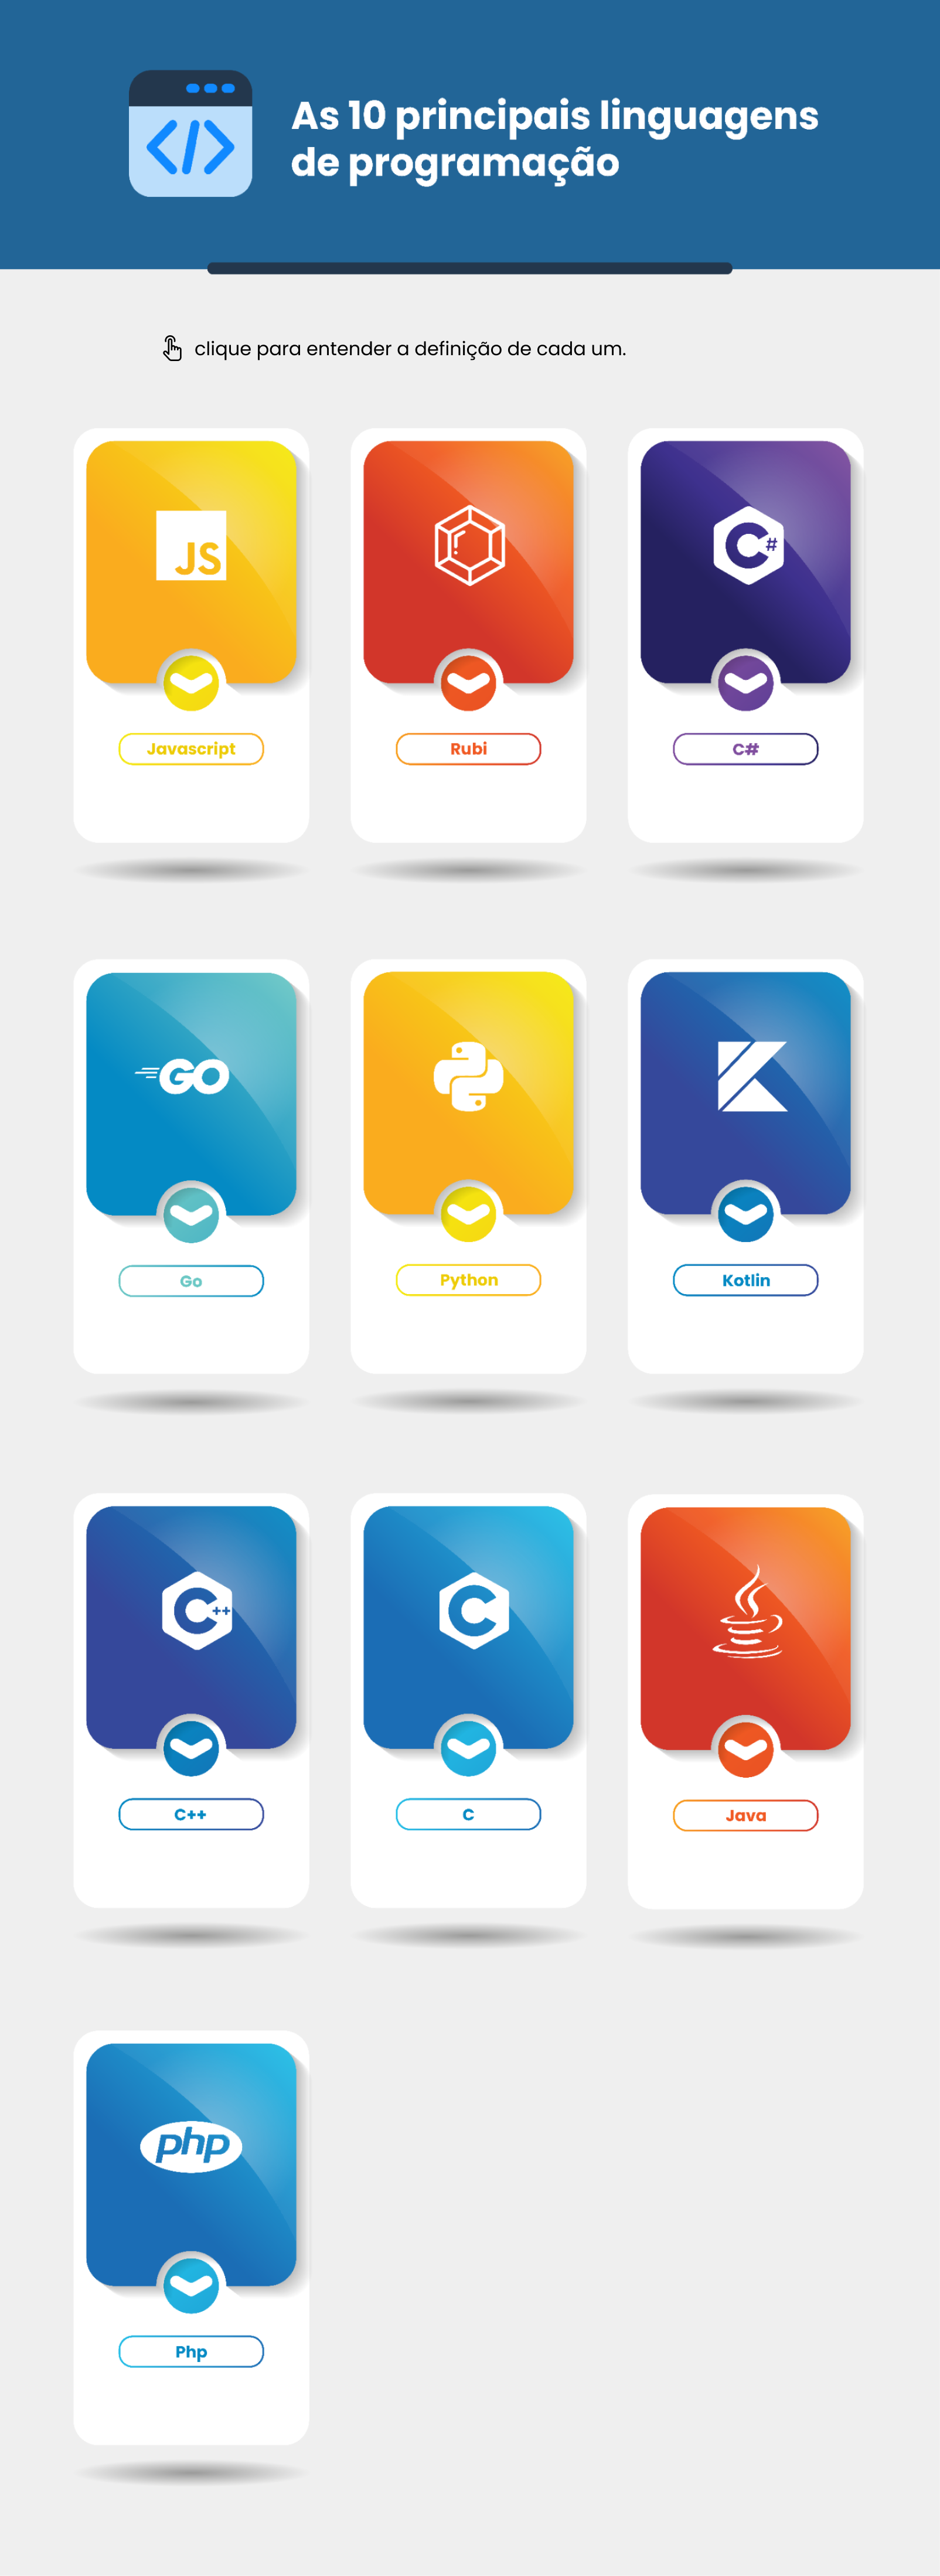 As 10 principais linguagens
de programação
clique para entender a definição de cada um.
JS
C#
Javascript
Rubi
C#
GO
Go
Python
Kotlin
C++
C
C++
C
Java
php
Php